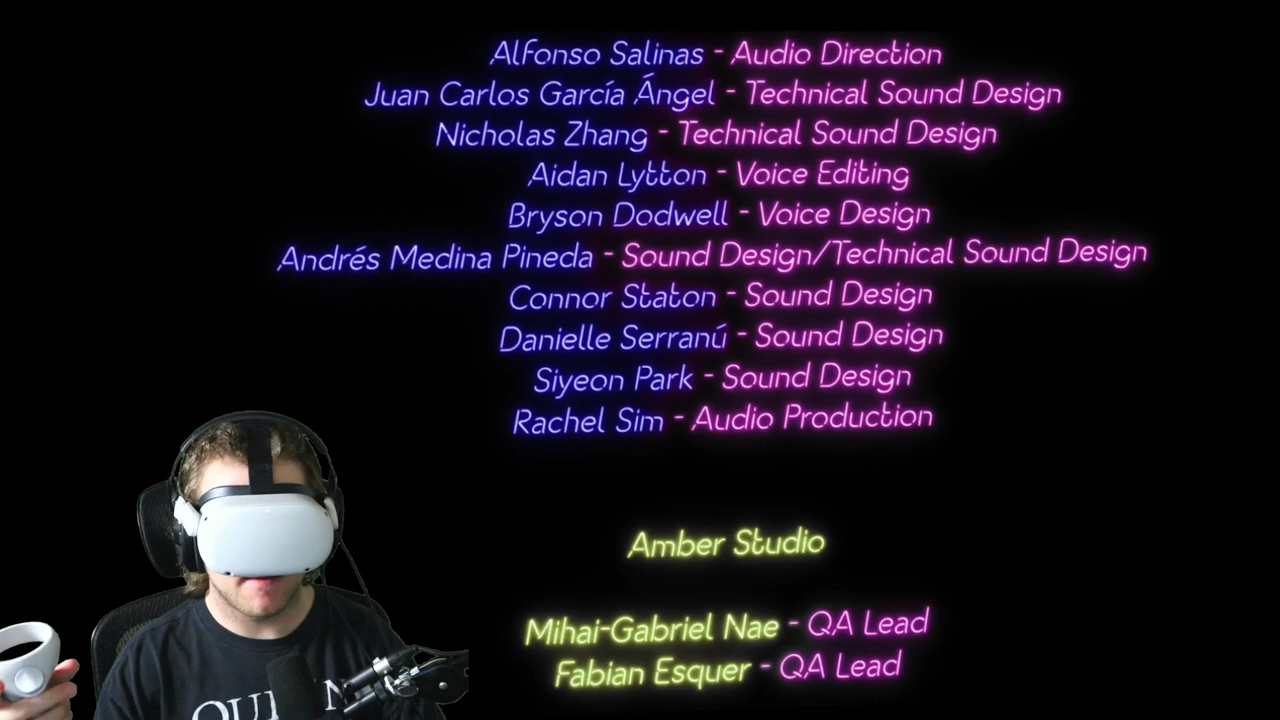 Alfonso Salinas - Audio Direction
Juan Carlos García Ángel - Technical Sound Design
Nicholas Zhang - Technical Sound Design
Aidan Lytton - Voice Editing
Bryson Dodwell - Voice Design
Andrés Medina Pineda - Sound Design/Technical Sound Design
Connor Staton - Sound Design
Danielle Serranú - Sound Design
Siyeon Park - Sound Design
Rachel Sim - Audio Production
Amber Studio
Mihai-Gabriel Nae - QA Lead
Fabian Esquer - QA Lead